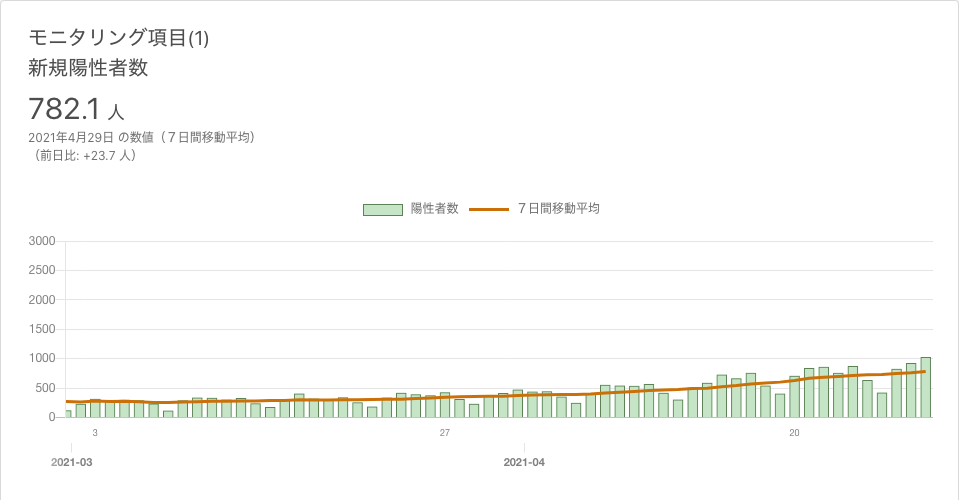 モニタリング項目(1)
新規陽性者数
782.1 人
2021年4月29日 の数値（７日間移動平均）
（前日比: +23.7 人）
陽性者数 ７日間移動平均
3000
2500
2000
1500
1000
500
0
3 27 20
2021-03 2021-04